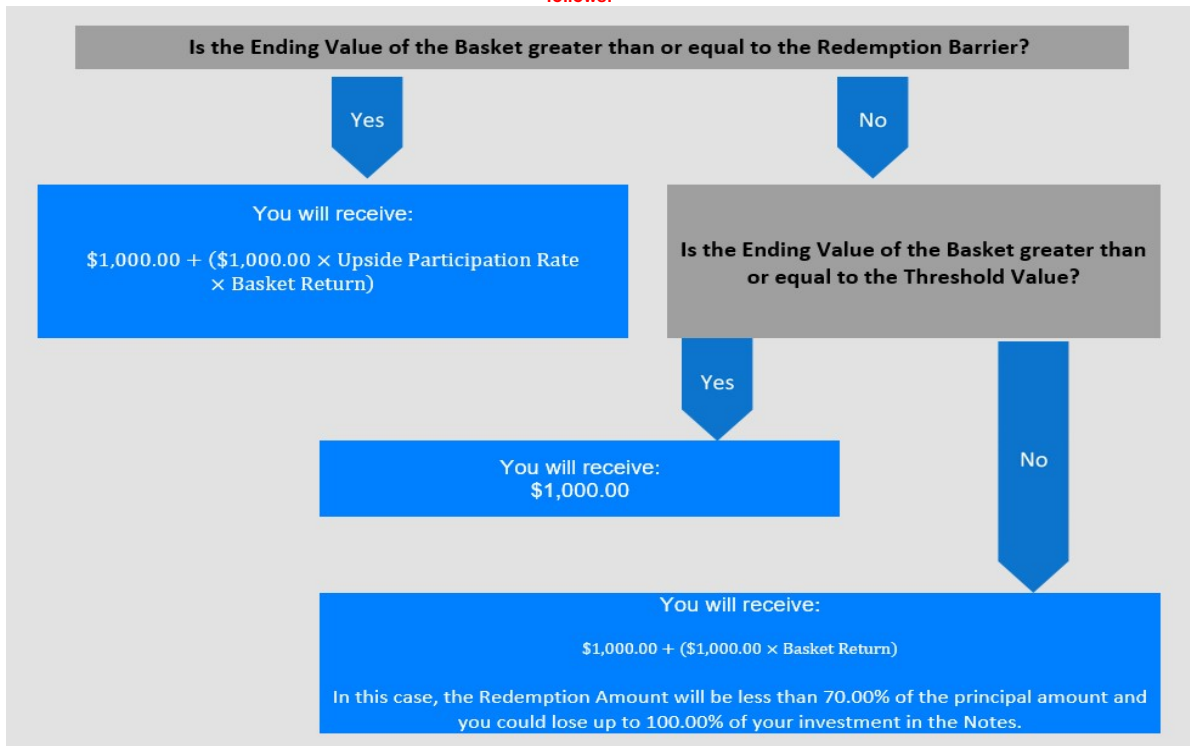 Is the Ending Value of the Basket greater than or equal to the Redemption Barrier?
Yes
No
You will receive:
$1,000.00 + ($1,000.00 × Upside Participation Rate
× Basket Return)
Is the Ending Value of the Basket greater than
or equal to the Threshold Value?
Yes
No
You will receive:
$1,000.00
You will receive:
$1,000.00 + ($1,000.00 × Basket Return)
In this case, the Redemption Amount will be less than 70.00% of the principal amount and
you could lose up to 100.00% of your investment in the Notes.